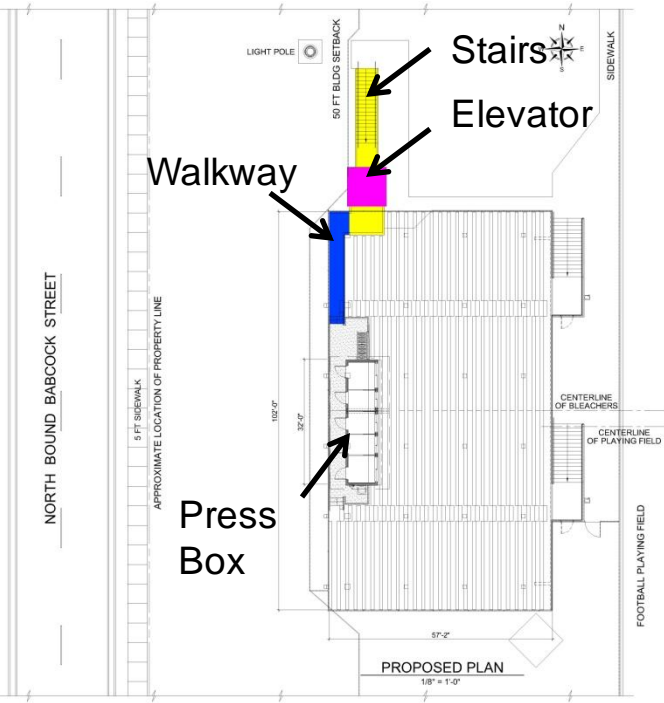 Stairs
N
E
S
LIGHT POLE
50 FT BLDG SETBACK
SIDEWALK
Elevator
Walkway
NORTH BOUND BABCOCK STREET
5 FT SIDEWALK
APPROXIMATE LOCATION OF PROPERTY LINE
102'-0"
32'-0"
CENTERLINE
OF BLEACHERS
CENTERLINE
OF PLAYING FIELD
Press
Box
FOOTBALL PLAYING FIELD
57'-2"
PROPOSED PLAN
1/8" = 1'-0"